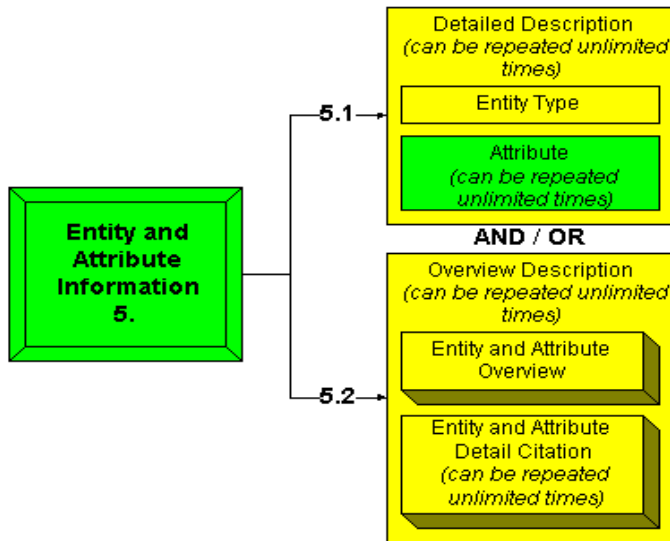 Detailed Description
(can be repeated unlimited
times)
Entity Type
5.1
Attribute
(can be repeated
unlimited times)
Entity and
Attribute
Information
5.
AND / OR
Overview Description
(can be repeated unlimited
times)
Entity and Attribute
Overview
5.2
Entity and Attribute
Detail Citation
(can be repeated
unlimited times)